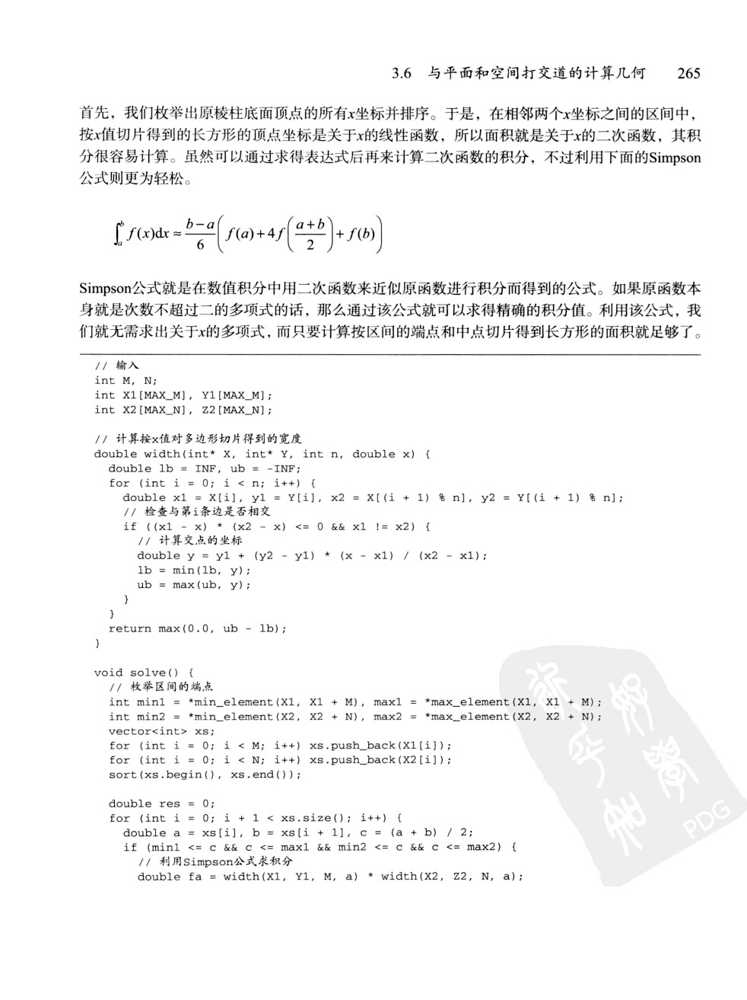 3.6 与平面和空间打交道的计算几何 265
首先，我们枚举出原棱柱底面顶点的所有x坐标并排序。于是，在相邻两个x坐标之间的区间中，
按x值切片得到的长方形的顶点坐标是关于x的线性函数，所以面积就是关于x的二次函数，其积
分很容易计算。虽然可以通过求得表达式后再来计算二次函数的积分，不过利用下面的Simpson
公式则更为轻松。
∫_a^b f(x)dx ≈ (b−a)/6 ( f(a)+4f((a+b)/2)+f(b) )
Simpson公式就是在数值积分中用二次函数来近似原函数进行积分而得到的公式。如果原函数本
身就是次数不超过二的多项式的话，那么通过该公式就可以求得精确的积分值。利用该公式，我
们就无需求出关于x的多项式，而只要计算按区间的端点和中点切片得到长方形的面积就足够了。
// 输入
int M, N;
int X1[MAX_M], Y1[MAX_M];
int X2[MAX_N], Z2[MAX_N];
// 计算按x值对多边形切片得到的宽度
double width(int* X, int* Y, int n, double x) {
double lb = INF, ub = -INF;
for (int i = 0; i < n; i++) {
double x1 = X[i], y1 = Y[i], x2 = X[(i + 1) % n], y2 = Y[(i + 1) % n];
// 检查与第i条边是否相交
if ((x1 - x) * (x2 - x) <= 0 && x1 != x2) {
// 计算交点的坐标
double y = y1 + (y2 - y1) * (x - x1) / (x2 - x1);
lb = min(lb, y);
ub = max(ub, y);
}
}
return max(0.0, ub - lb);
}
void solve() {
// 枚举区间的端点
int min1 = *min_element(X1, X1 + M), max1 = *max_element(X1, X1 + M);
int min2 = *min_element(X2, X2 + N), max2 = *max_element(X2, X2 + N);
vector<int> xs;
for (int i = 0; i < M; i++) xs.push_back(X1[i]);
for (int i = 0; i < N; i++) xs.push_back(X2[i]);
sort(xs.begin(), xs.end());
double res = 0;
for (int i = 0; i + 1 < xs.size(); i++) {
double a = xs[i], b = xs[i + 1], c = (a + b) / 2;
if (min1 <= c && c <= max1 && min2 <= c && c <= max2) {
// 利用Simpson公式求积分
double fa = width(X1, Y1, M, a) * width(X2, Z2, N, a);
PDG